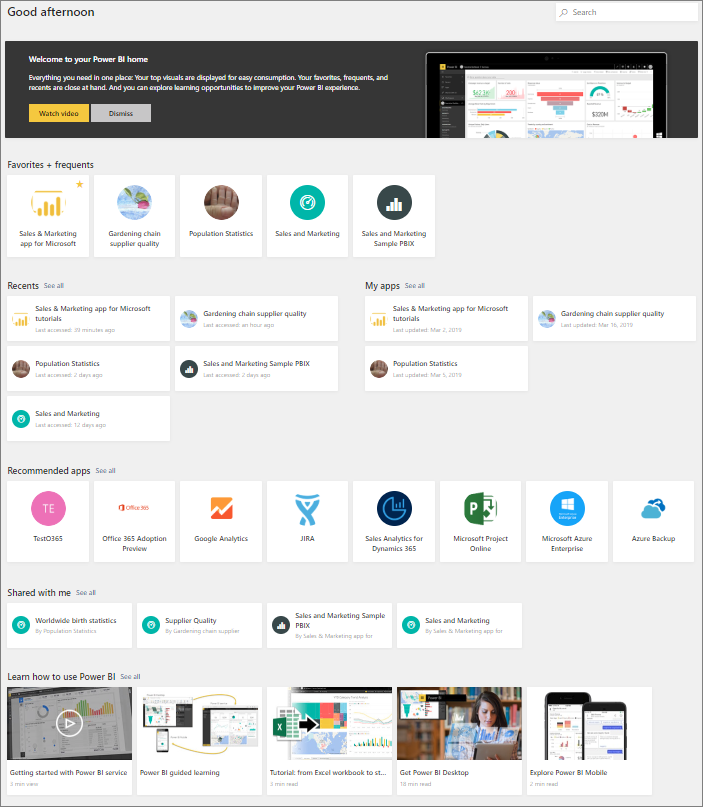 Good afternoon
Search
Welcome to your Power BI home
Everything you need in one place: Your top visuals are displayed for easy consumption. Your favorites, frequents, and
recents are close at hand. And you can explore learning opportunities to improve your Power BI experience.
Watch video
Dismiss
Favorites + frequents
Sales & Marketing
app for Microsoft
Gardening chain
supplier quality
Population Statistics
Sales and Marketing
Sales and Marketing
Sample PBIX
Recents See all
Sales & Marketing app for Microsoft
tutorials
Last accessed: 39 minutes ago
Gardening chain supplier quality
Last accessed: an hour ago
Population Statistics
Last accessed: 2 days ago
Sales and Marketing Sample PBIX
Last accessed: 2 days ago
Sales and Marketing
Last accessed: 12 days ago
My apps See all
Sales & Marketing app for Microsoft
tutorials
Last updated: Mar 2, 2019
Gardening chain supplier quality
Last updated: Mar 16, 2019
Population Statistics
Last updated: Mar 5, 2019
Recommended apps See all
TE
TestO365
Office 365
Office 365 Adoption
Preview
Google Analytics
JIRA
Sales Analytics for
Dynamics 365
Microsoft Project
Online
Microsoft Azure
Enterprise
Azure Backup
Shared with me See all
Worldwide birth statistics
By Population Statistics
Supplier Quality
By Gardening chain supplier
Sales and Marketing Sample
PBIX
By Sales & Marketing app for
Sales and Marketing
By Sales & Marketing app for
Learn how to use Power BI See all
Getting started with Power BI service
3 min view
Power BI guided learning
Tutorial: from Excel workbook to st...
3 min read
Get Power BI Desktop
18 min read
Explore Power BI Mobile
2 min read